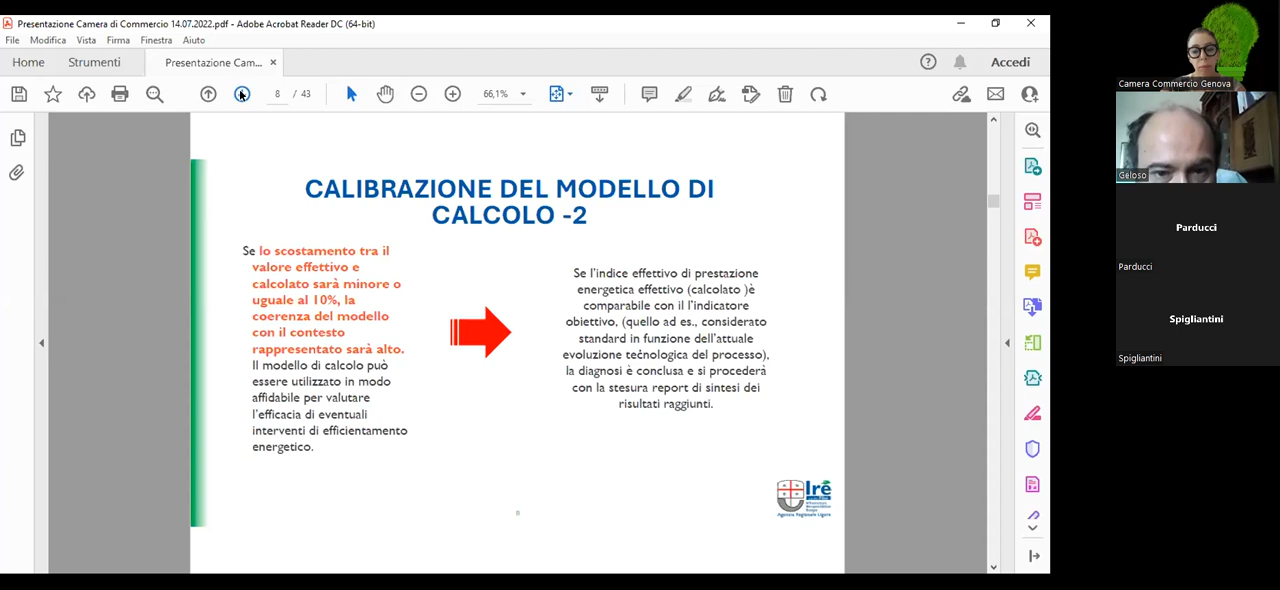 Presentazione Camera di Commercio 14.07.2022.pdf - Adobe Acrobat Reader DC (64-bit)
File Modifica Vista Firma Finestra Aiuto
Home Strumenti Presentazione Cam... × Accedi
8 / 43 66,1%
CALIBRAZIONE DEL MODELLO DI
CALCOLO -2
Se lo scostamento tra il
valore effettivo e
calcolato sarà minore o
uguale al 10%, la
coerenza del modello
con il contesto
rappresentato sarà alto.
Il modello di calcolo può
essere utilizzato in modo
affidabile per valutare
l'efficacia di eventuali
interventi di efficientamento
energetico.
Se l'indice effettivo di prestazione
energetica effettivo (calcolato )è
comparabile con il l'indicatore
obiettivo, (quello ad es., considerato
standard in funzione dell'attuale
evoluzione tecnologica del processo),
la diagnosi è conclusa e si procederà
con la stesura report di sintesi dei
risultati raggiunti.
8
Ire
Agenzia Regionale Ligure
Camera Commercio Genova
Geloso
Parducci
Parducci
Spigliantini
Spigliantini